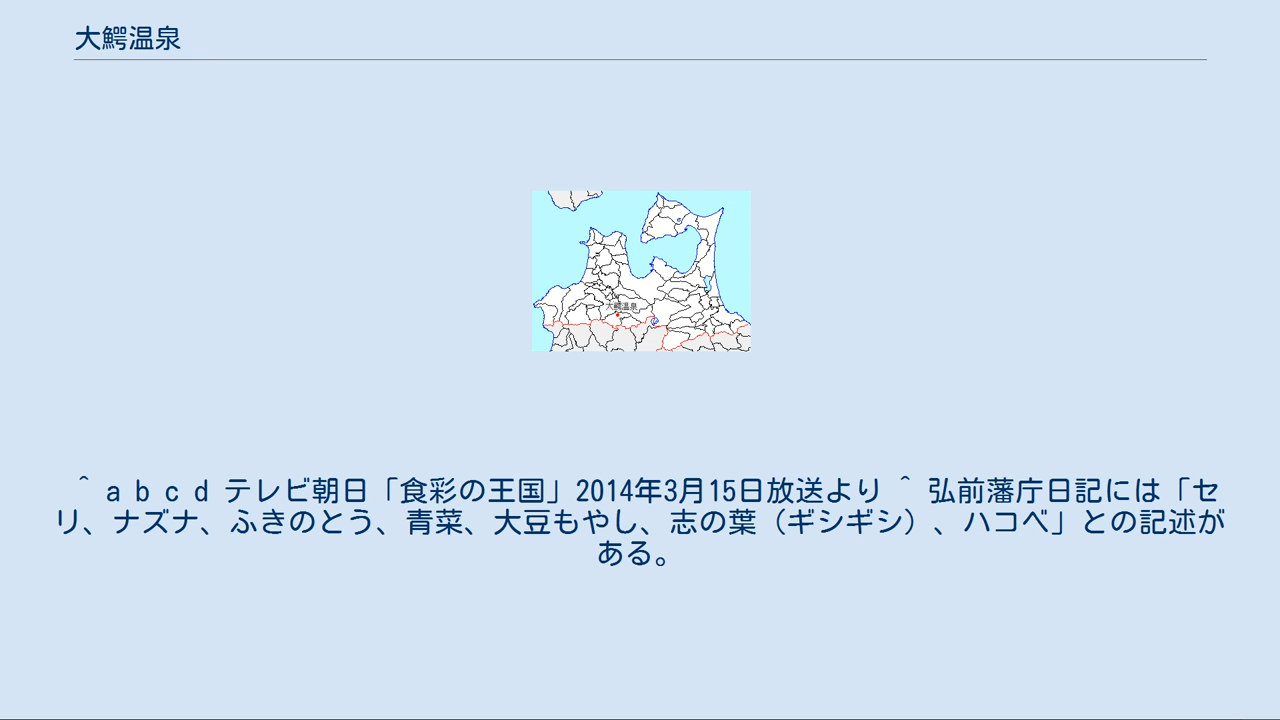 大鰐温泉
大鰐温泉
^ a b c d テレビ朝日「食彩の王国」2014年3月15日放送より ^ 弘前藩庁日記には「セ
リ、ナズナ、ふきのとう、青菜、大豆もやし、志の葉（ギシギシ）、ハコベ」との記述が
ある。